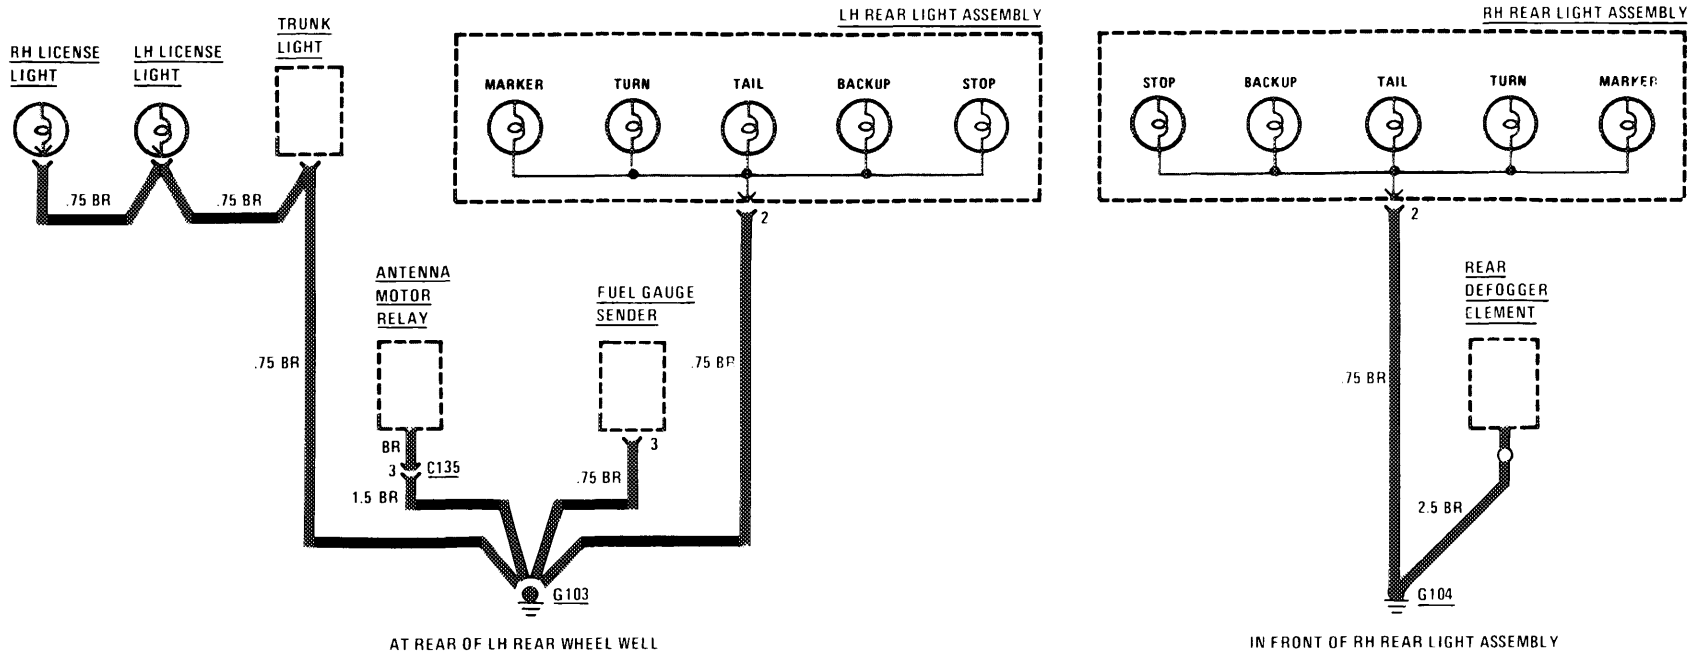 LH REAR LIGHT ASSEMBLY
RH REAR LIGHT ASSEMBLY
TRUNK
LIGHT
RH LICENSE
LIGHT
LH LICENSE
LIGHT
MARKER
TURN
TAIL
BACKUP
STOP
STOP
BACKUP
TAIL
TURN
MARKER
.75 BR
.75 BR
2
2
ANTENNA
MOTOR
RELAY
FUEL GAUGE
SENDER
REAR
DEFOGGER
ELEMENT
.75 BR
.75 BR
.75 BR
BR
3
3 C135
1.5 BR
.75 BR
2.5 BR
G103
G104
AT REAR OF LH REAR WHEEL WELL
IN FRONT OF RH REAR LIGHT ASSEMBLY